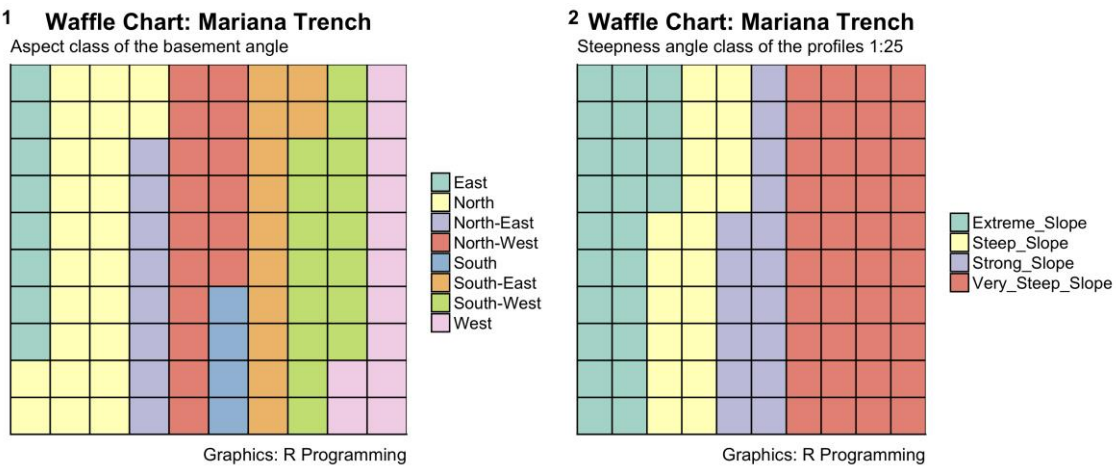 1 Waffle Chart: Mariana Trench
Aspect class of the basement angle
East
North
North-East
North-West
South
South-East
South-West
West
Graphics: R Programming
2 Waffle Chart: Mariana Trench
Steepness angle class of the profiles 1:25
Extreme_Slope
Steep_Slope
Strong_Slope
Very_Steep_Slope
Graphics: R Programming